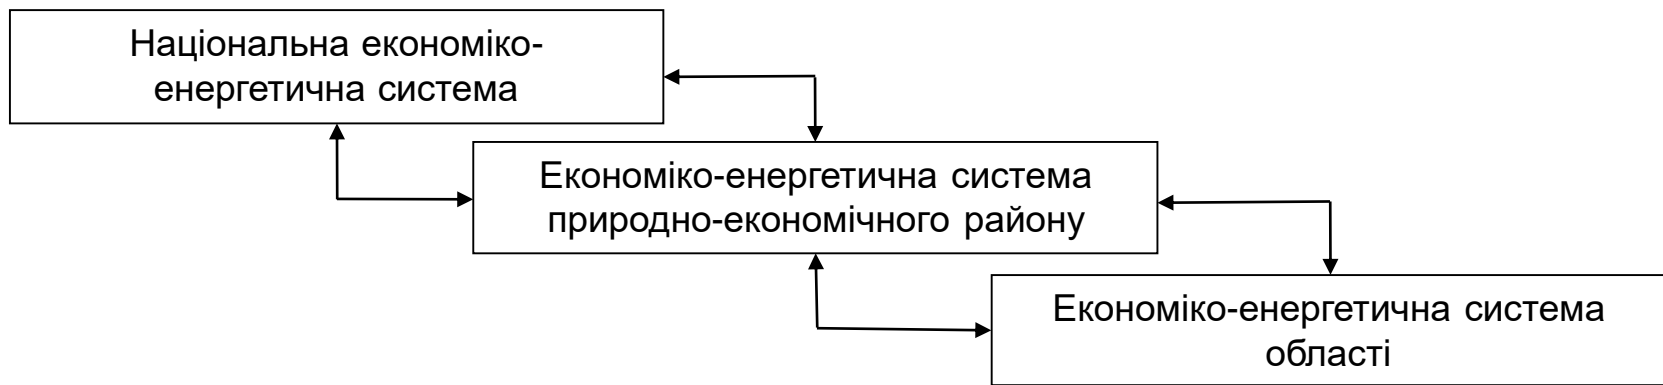 Національна економіко-
енергетична система
Економіко-енергетична система
природно-економічного району
Економіко-енергетична система
області